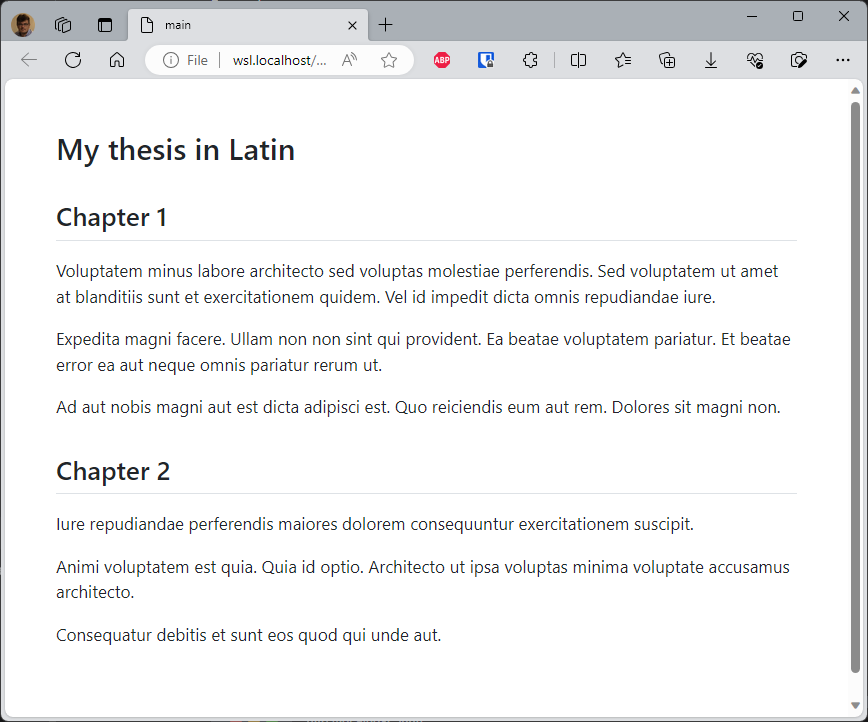 main
File
wsl.localhost/...
ABP
My thesis in Latin
Chapter 1
Voluptatem minus labore architecto sed voluptas molestiae perferendis. Sed voluptatem ut amet
at blanditiis sunt et exercitationem quidem. Vel id impedit dicta omnis repudiandae iure.
Expedita magni facere. Ullam non non sint qui provident. Ea beatae voluptatem pariatur. Et beatae
error ea aut neque omnis pariatur rerum ut.
Ad aut nobis magni aut est dicta adipisci est. Quo reiciendis eum aut rem. Dolores sit magni non.
Chapter 2
Iure repudiandae perferendis maiores dolorem consequuntur exercitationem suscipit.
Animi voluptatem est quia. Quia id optio. Architecto ut ipsa voluptas minima voluptate accusamus
architecto.
Consequatur debitis et sunt eos quod qui unde aut.